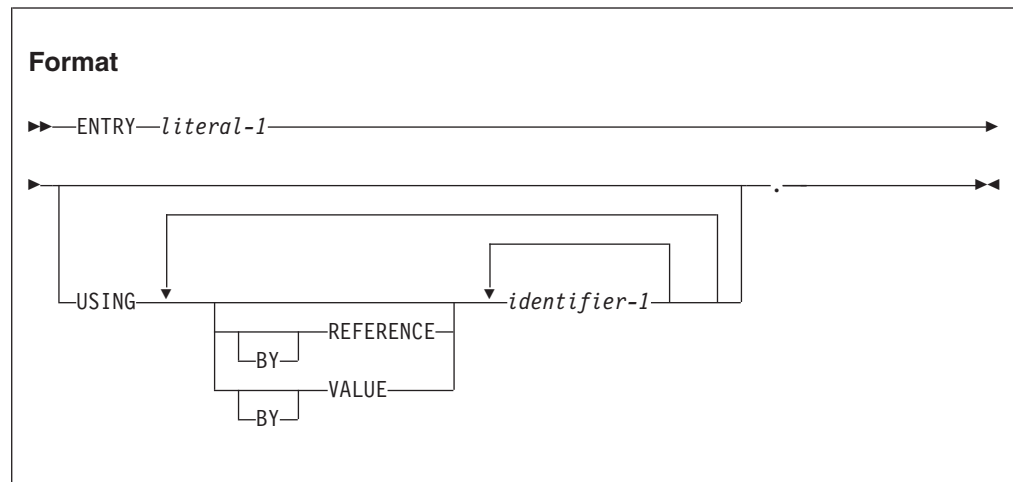 Format
ENTRY literal-1
.
USING identifier-1
REFERENCE
BY
VALUE
BY